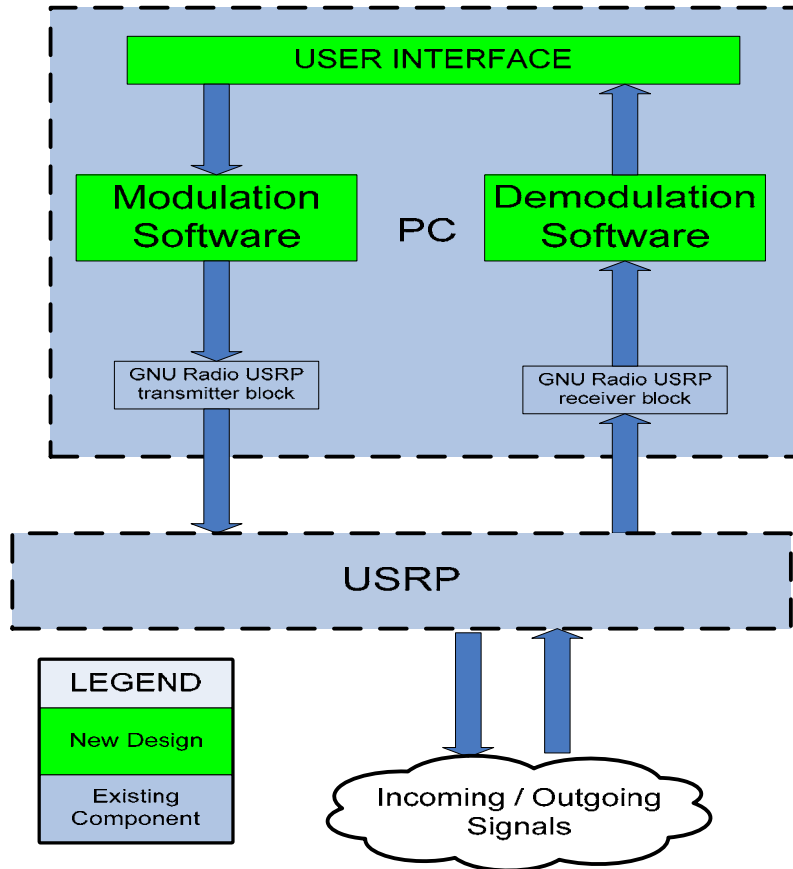 USER INTERFACE
Modulation
Software
PC
Demodulation
Software
GNU Radio USRP
transmitter block
GNU Radio USRP
receiver block
USRP
LEGEND
New Design
Existing
Component
Incoming / Outgoing
Signals